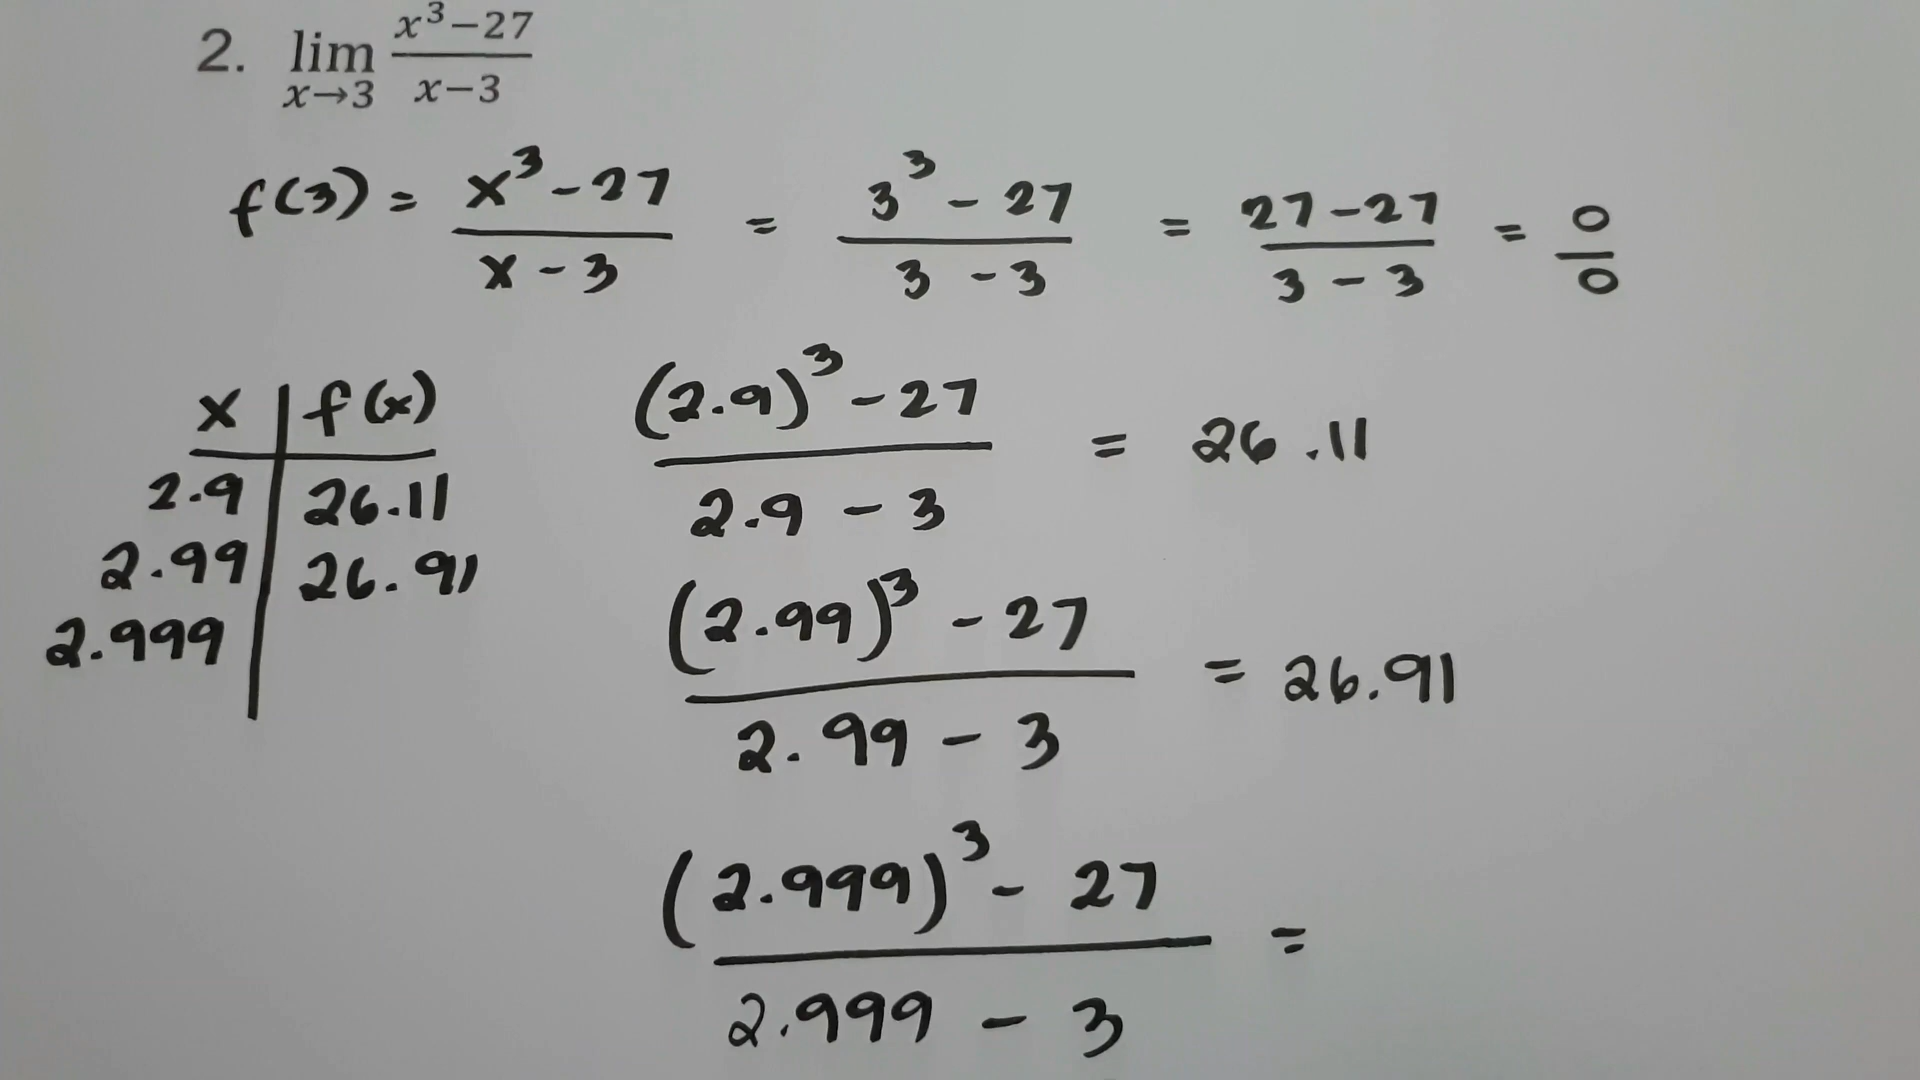 2. lim x→3 (x³−27)/(x−3)
f(3) = (x³−27)/(x−3) = (3³−27)/(3−3) = (27−27)/(3−3) = 0/0
x | f(x)
2.9 | 26.11
2.99 | 26.91
2.999 |
((2.9)³−27)/(2.9−3) = 26.11
((2.99)³−27)/(2.99−3) = 26.91
((2.999)³−27)/(2.999−3) =